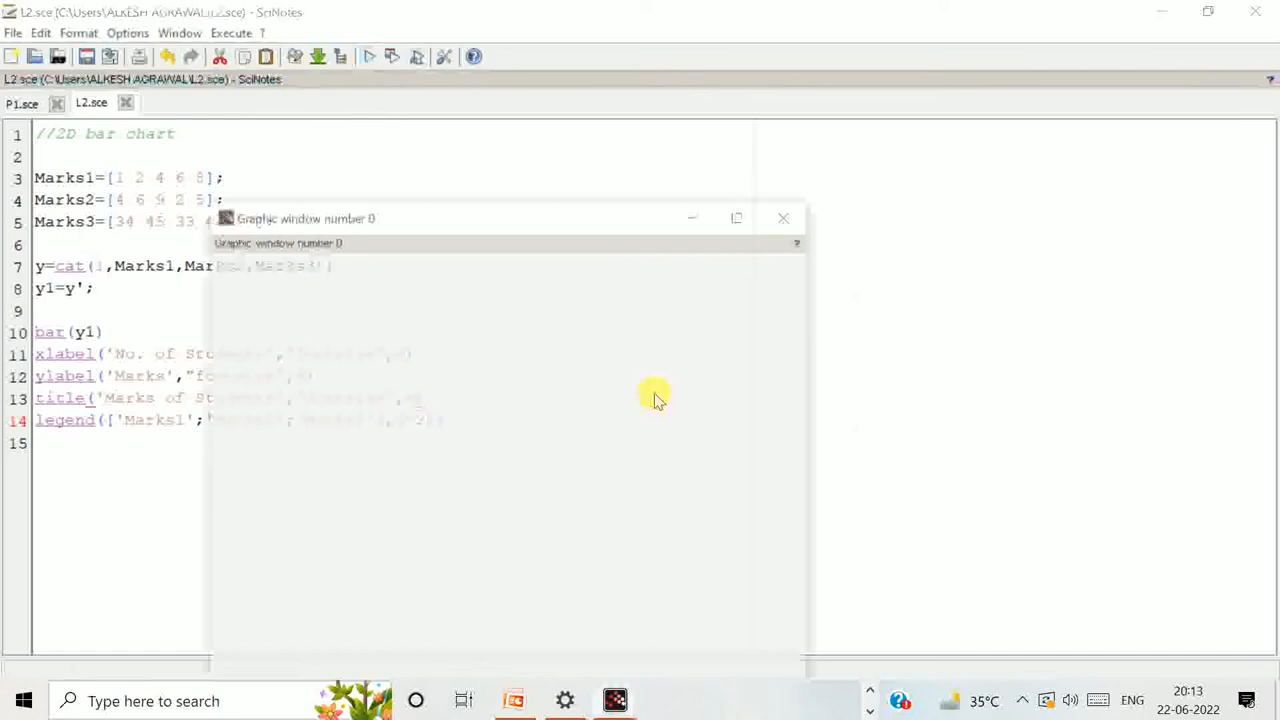 L2.sce (C:\Users\ALKESH AGRAWAL\L2.sce) - SciNotes
File Edit Format Options Window Execute ?
L2.sce (C:\Users\ALKESH AGRAWAL\L2.sce) - SciNotes ?
P1.sce L2.sce
1 //2D bar chart
2
3 Marks1=[1 2 4 6 8];
4 Marks2=[4 6 9 2 5];
5 Marks3=[34 45 33
Graphic window number 0
Graphic window number 0 ?
6
7 y=cat(1,Marks1,Marks2,Marks3)
8 y1=y';
9
10 bar(y1)
11 xlabel('No. of
12 ylabel('Marks',
13 title('Marks of
14 legend(['Marks1';
15
Type here to search
35°C
ENG
20:13
22-06-2022